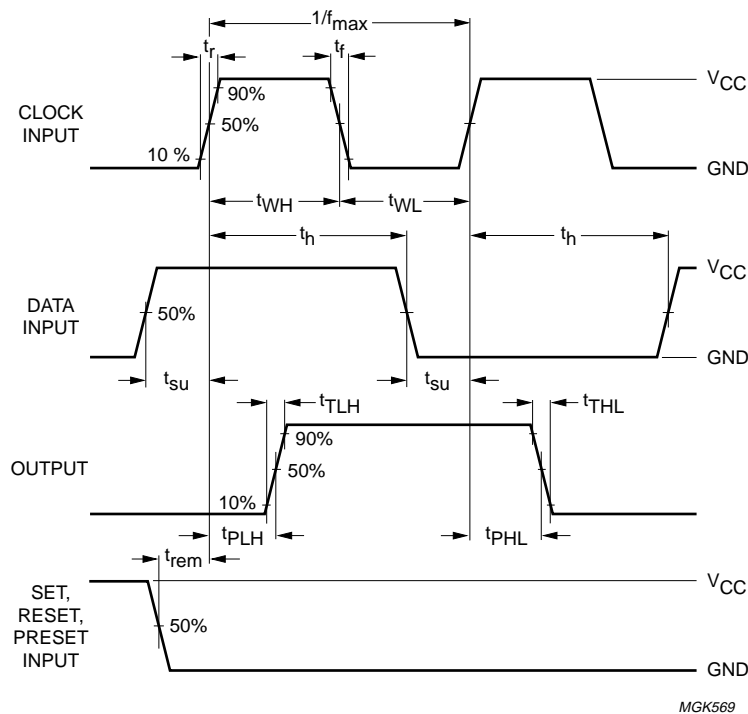 1/fmax
tr
tf
VCC
90%
CLOCK
INPUT
50%
10 %
GND
tWH
tWL
th
th
VCC
DATA
INPUT
50%
GND
tsu
tsu
tTLH
tTHL
90%
OUTPUT
50%
10%
tPLH
tPHL
trem
VCC
SET,
RESET,
PRESET
INPUT
50%
GND
MGK569